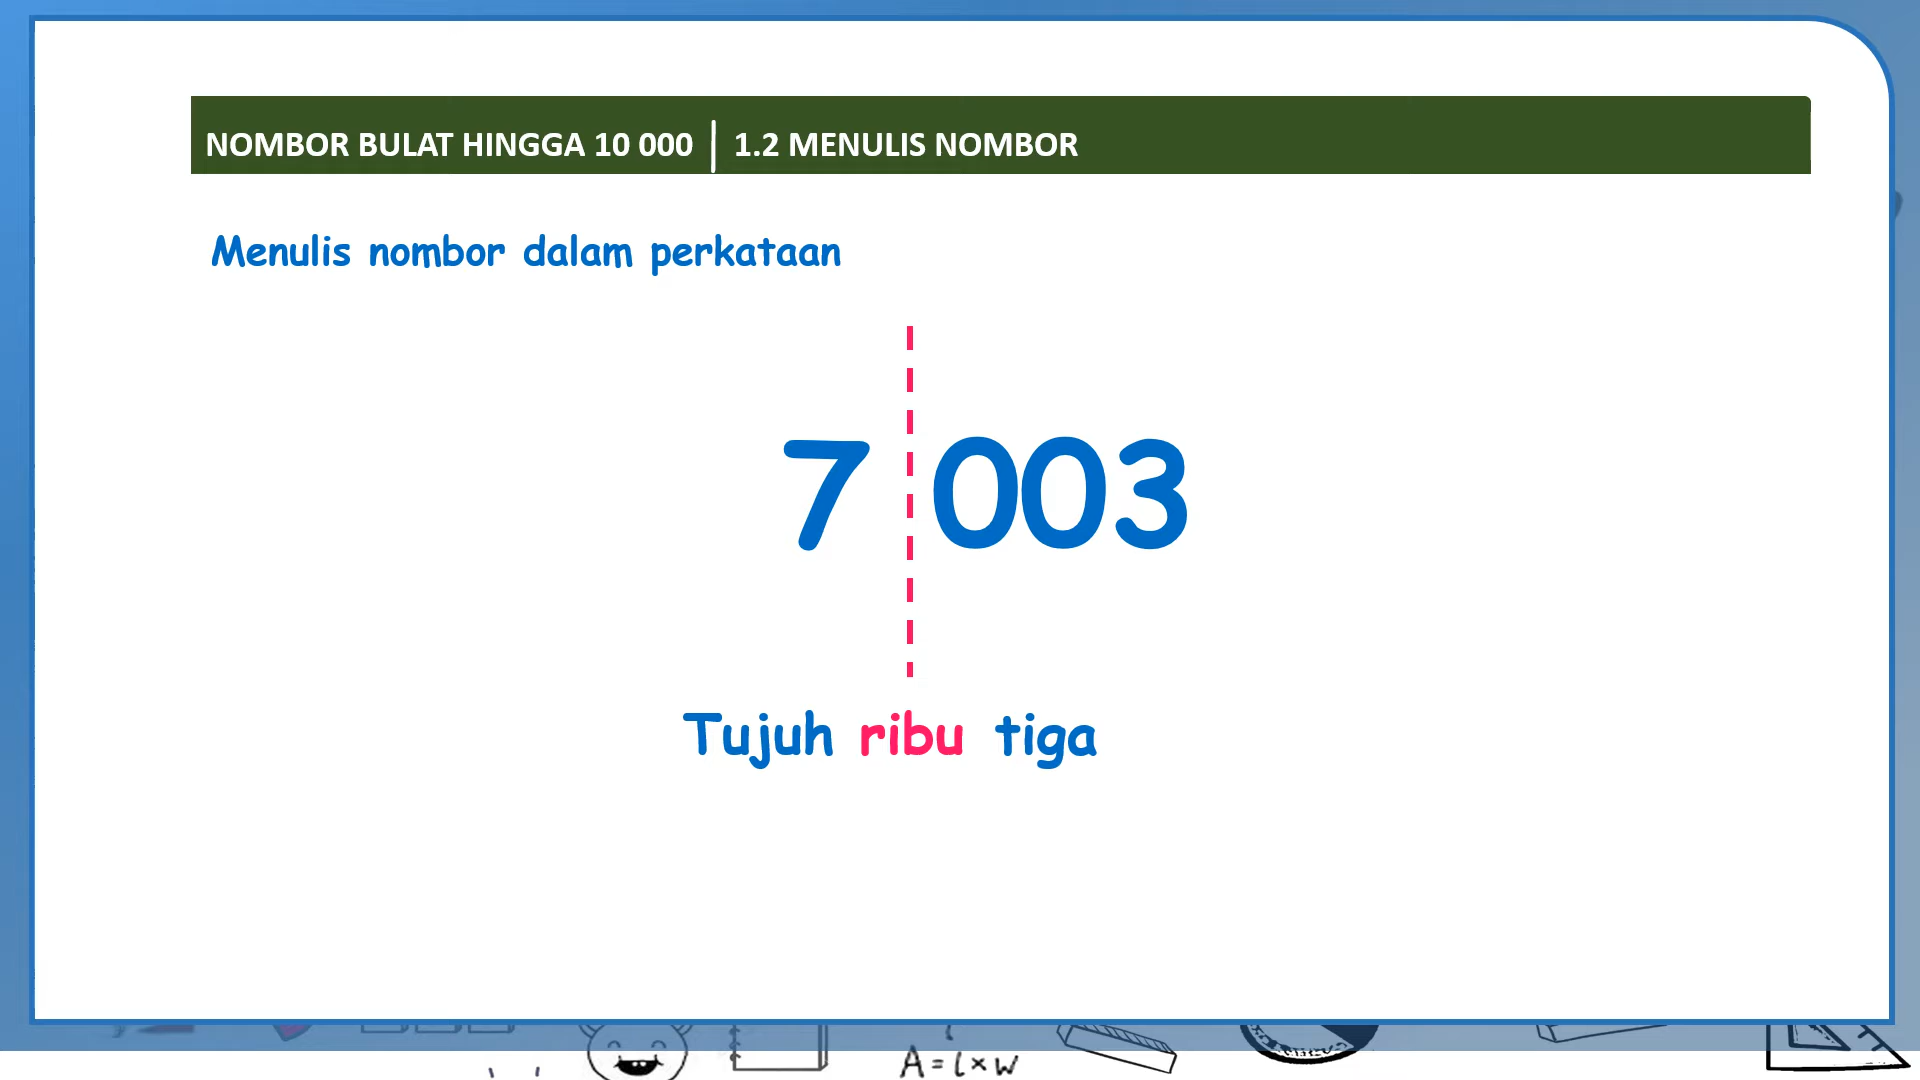 NOMBOR BULAT HINGGA 10 000 | 1.2 MENULIS NOMBOR
Menulis nombor dalam perkataan
7 003
Tujuh ribu tiga
A = l × w